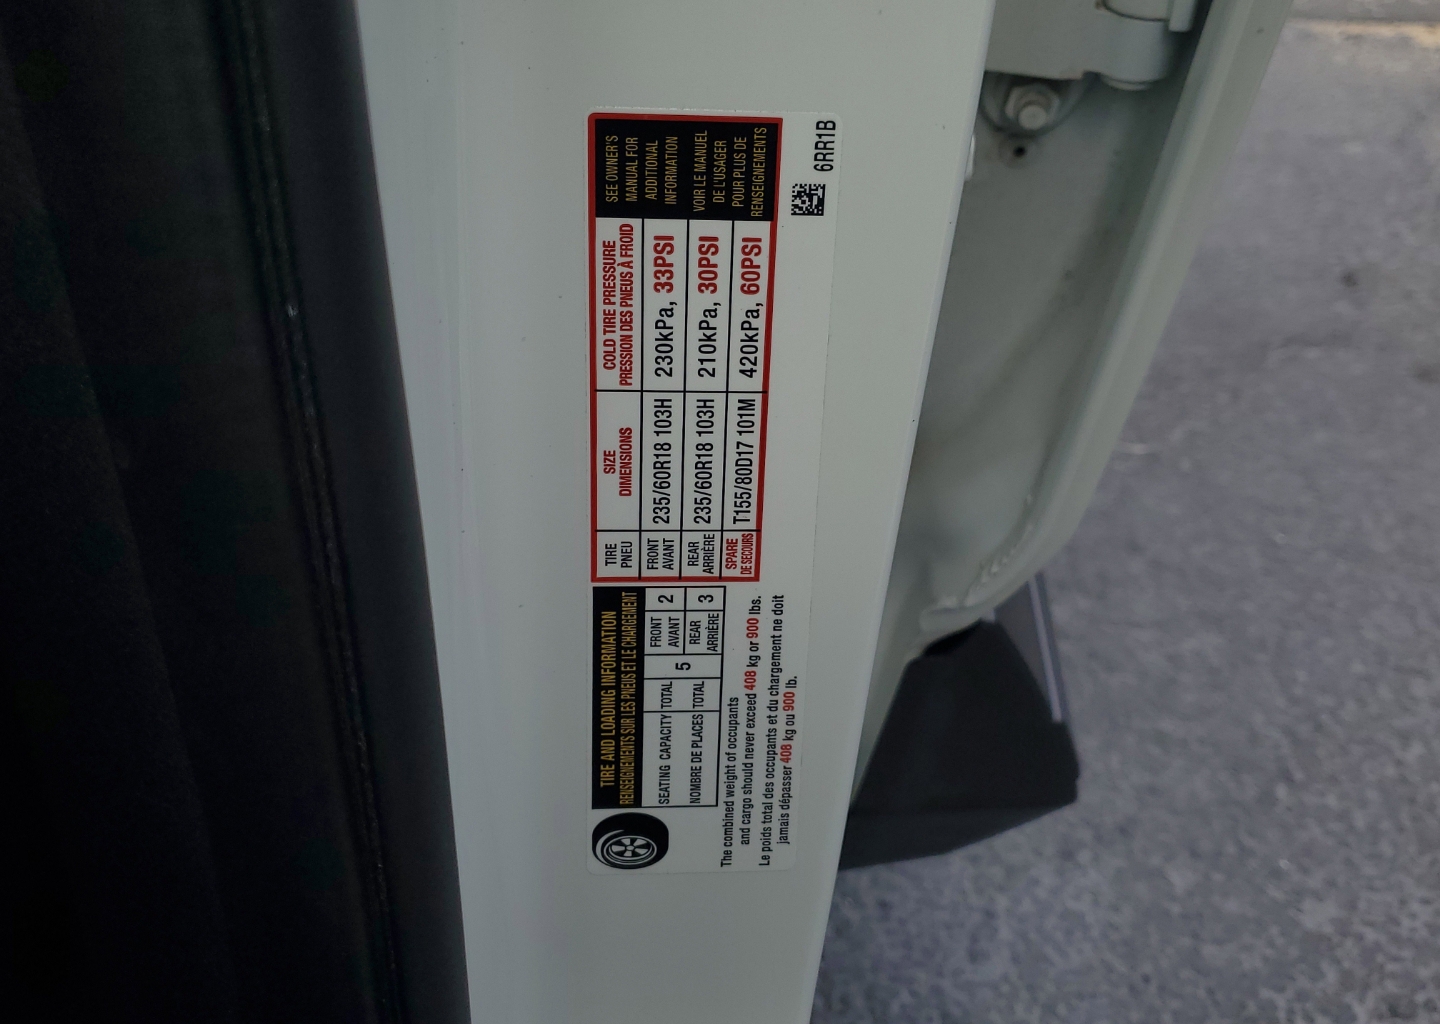 TIRE AND LOADING INFORMATION
RENSEIGNEMENTS SUR LES PNEUS ET LE CHARGEMENT
SEATING CAPACITY TOTAL 5 FRONT AVANT 2
NOMBRE DE PLACES TOTAL REAR ARRIÈRE 3
The combined weight of occupants
and cargo should never exceed 408 kg or 900 lbs.
Le poids total des occupants et du chargement ne doit
jamais dépasser 408 kg ou 900 lb.
TIRE SIZE COLD TIRE PRESSURE
PNEU DIMENSIONS PRESSION DES PNEUS À FROID
FRONT
AVANT 235/60R18 103H 230kPa, 33PSI
REAR
ARRIÈRE 235/60R18 103H 210kPa, 30PSI
SPARE
DE SECOURS T155/80D17 101M 420kPa, 60PSI
SEE OWNER'S
MANUAL FOR
ADDITIONAL
INFORMATION
VOIR LE MANUEL
DE L'USAGER
POUR PLUS DE
RENSEIGNEMENTS
6RR1B